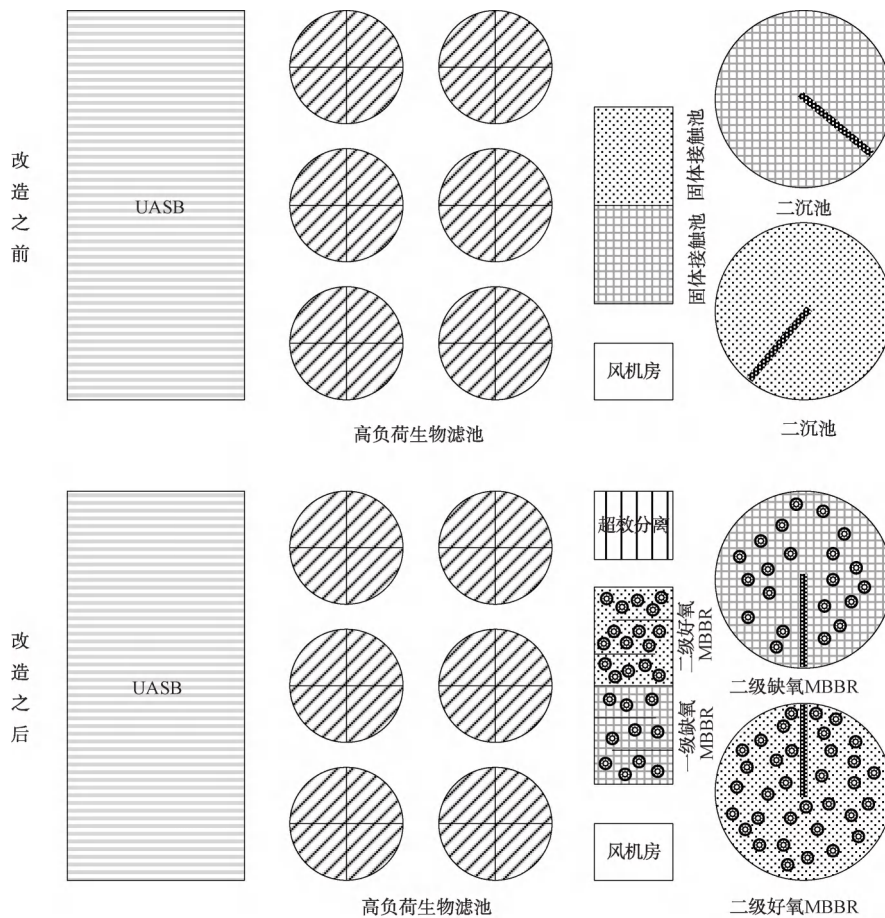 改造之前
UASB
固体接触池
固体接触池
二沉池
风机房
高负荷生物滤池
二沉池
改造之后
UASB
超效分离
二级好氧
MBBR
一级缺氧
MBBR
二级缺氧MBBR
风机房
高负荷生物滤池
二级好氧MBBR